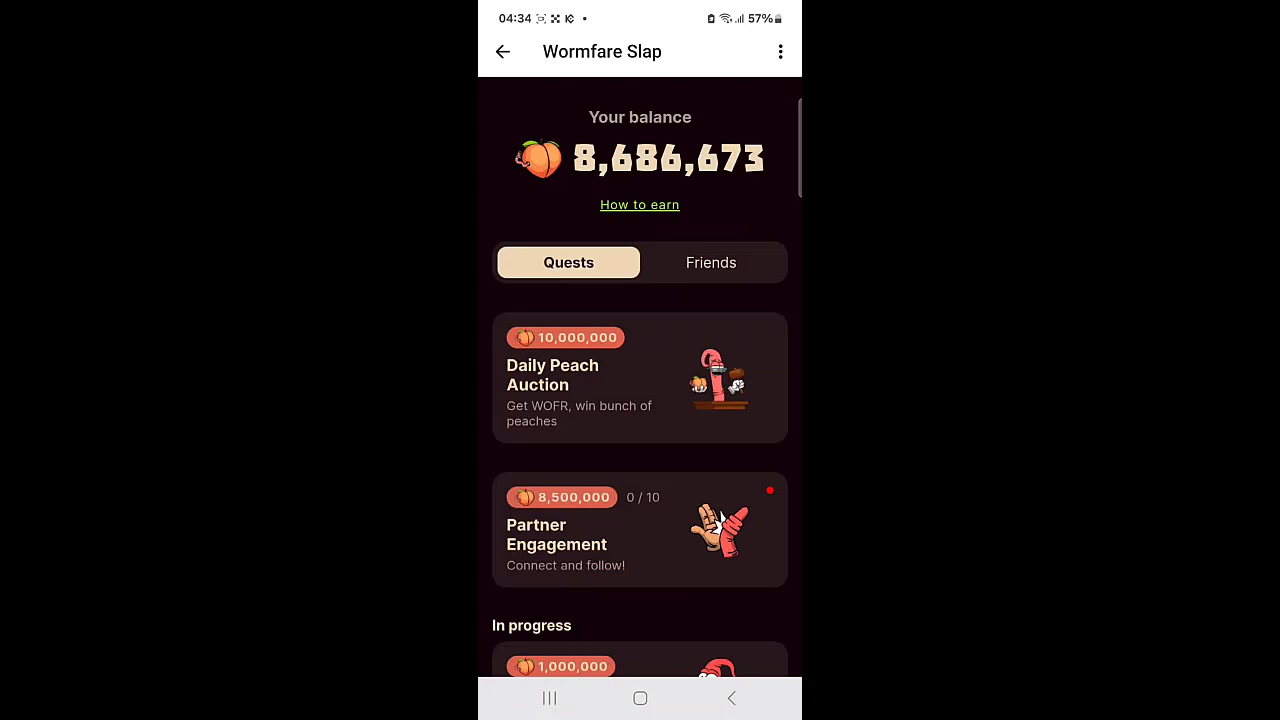 04:34 57%
Wormfare Slap
Your balance
8,686,673
How to earn
Quests Friends
10,000,000
Daily Peach
Auction
Get WOFR, win bunch of
peaches
8,500,000 0 / 10
Partner
Engagement
Connect and follow!
In progress
1,000,000